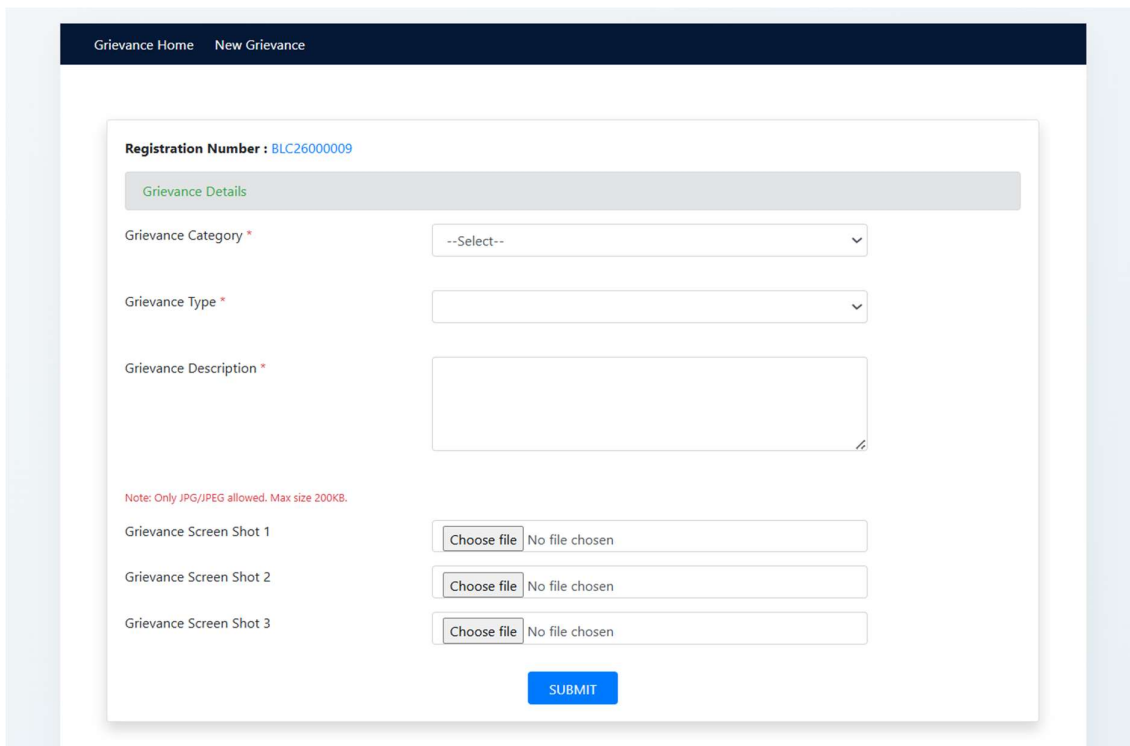 Grievance Home New Grievance
Registration Number : BLC26000009
Grievance Details
Grievance Category *
--Select--
Grievance Type *
Grievance Description *
Note: Only JPG/JPEG allowed. Max size 200KB.
Grievance Screen Shot 1
Choose file No file chosen
Grievance Screen Shot 2
Choose file No file chosen
Grievance Screen Shot 3
Choose file No file chosen
SUBMIT